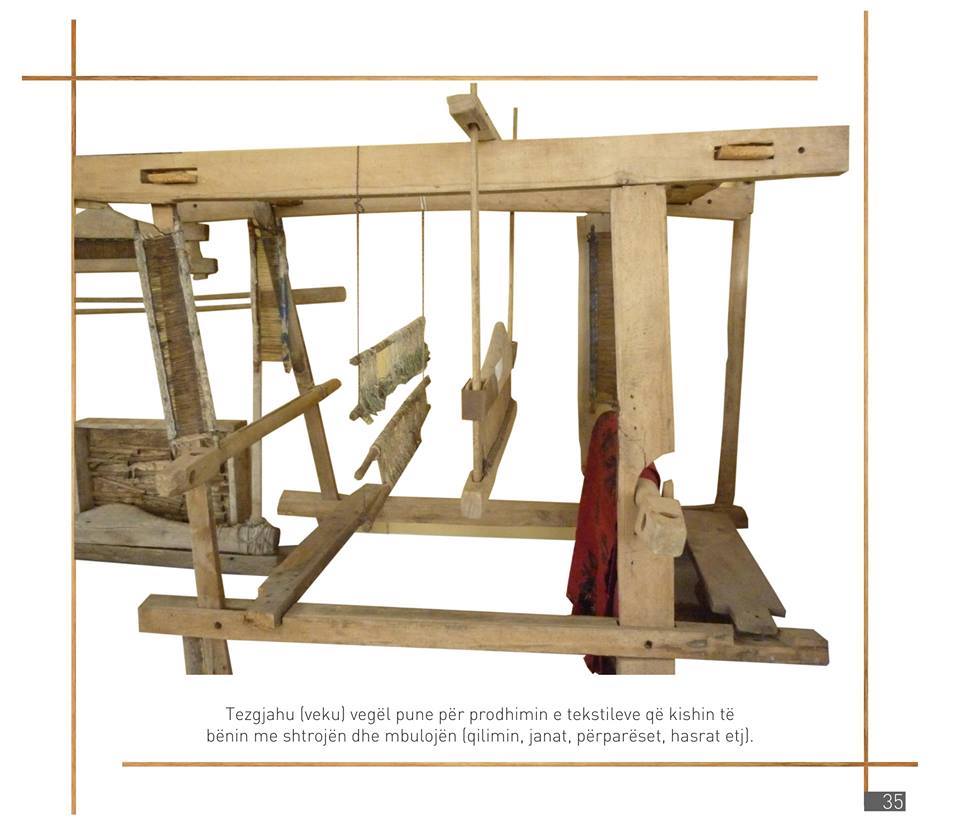 Tezgjahu (veku) vegël pune për prodhimin e tekstileve që kishin të
bënin me shtrojën dhe mbulojën (qilimin, janat, përparëset, hasrat etj).
35